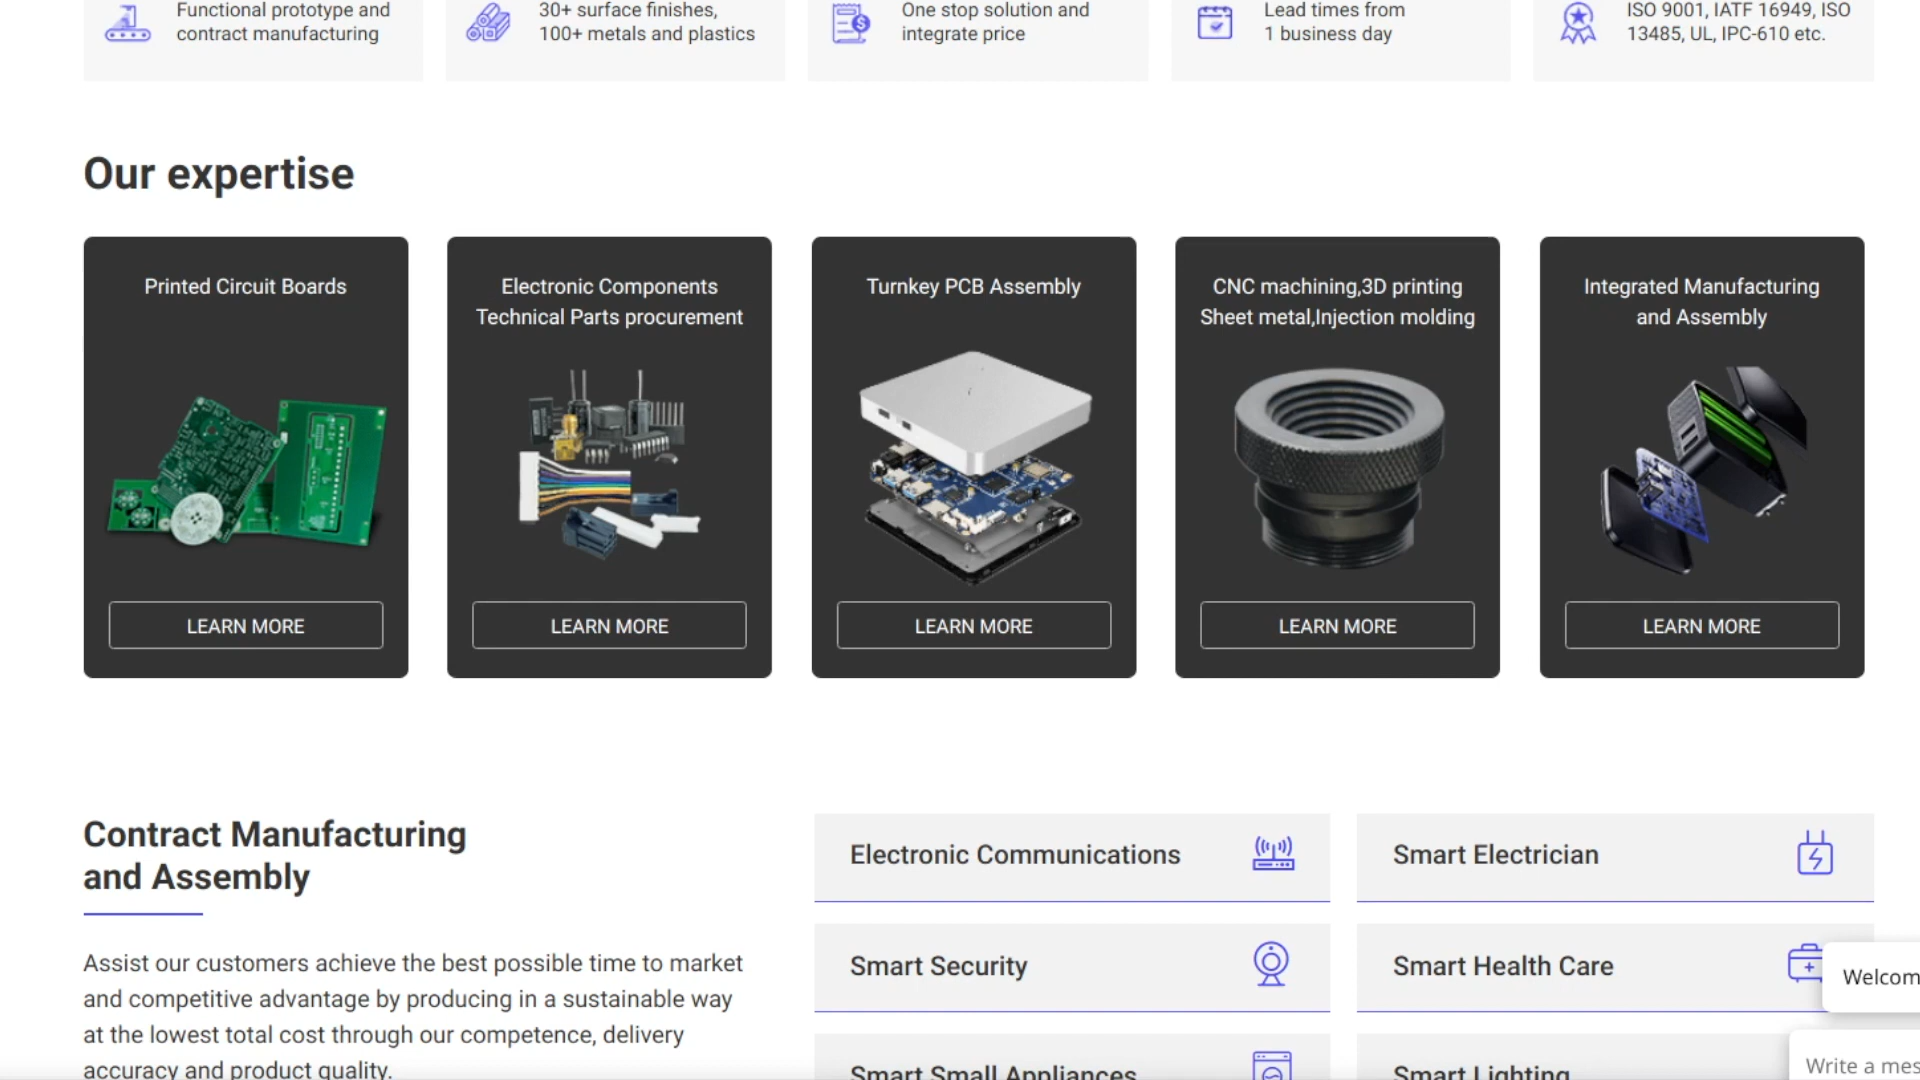 Functional prototype and
contract manufacturing
30+ surface finishes,
100+ metals and plastics
One stop solution and
integrate price
Lead times from
1 business day
ISO 9001, IATF 16949, ISO
13485, UL, IPC-610 etc.
Our expertise
Printed Circuit Boards
LEARN MORE
Electronic Components
Technical Parts procurement
LEARN MORE
Turnkey PCB Assembly
LEARN MORE
CNC machining,3D printing
Sheet metal,Injection molding
LEARN MORE
Integrated Manufacturing
and Assembly
LEARN MORE
Contract Manufacturing
and Assembly
Assist our customers achieve the best possible time to market
and competitive advantage by producing in a sustainable way
at the lowest total cost through our competence, delivery
accuracy and product quality.
Electronic Communications
Smart Electrician
Smart Security
Smart Health Care
Smart Small Appliances
Smart Lighting
Welcom
Write a mes